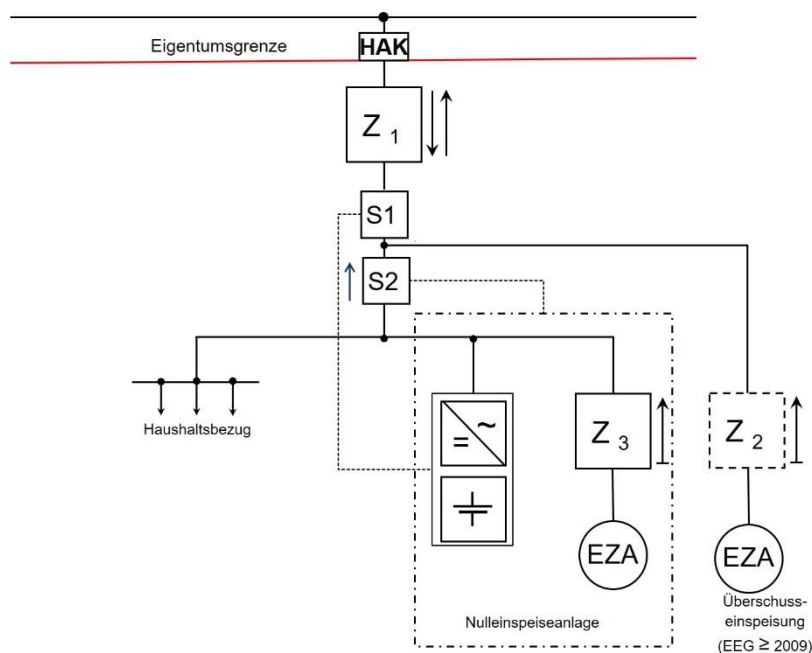 Eigentumsgrenze
HAK
Z 1
S1
S2
Haushaltsbezug
= ~
Z 3
Z 2
EZA
EZA
Nulleinspeiseanlage
Überschuss-
einspeisung
(EEG ≥ 2009)